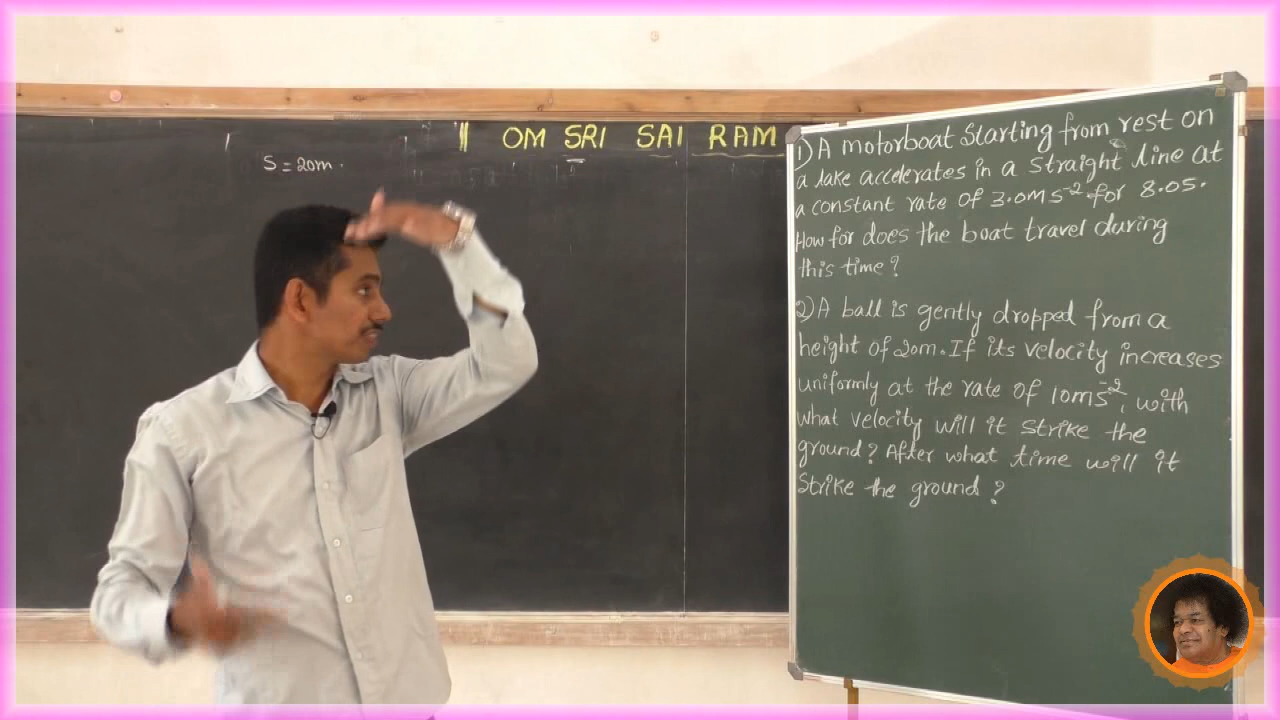 || OM SRI SAI RAM
S = 20m.
1) A motorboat starting from rest on
a lake accelerates in a straight line at
a constant rate of 3.0ms⁻² for 8.0s.
How for does the boat travel during
this time?
2) A ball is gently dropped from a
height of 20m. If its velocity increases
uniformly at the rate of 10ms⁻², with
what velocity will it strike the
ground? After what time will it
strike the ground?